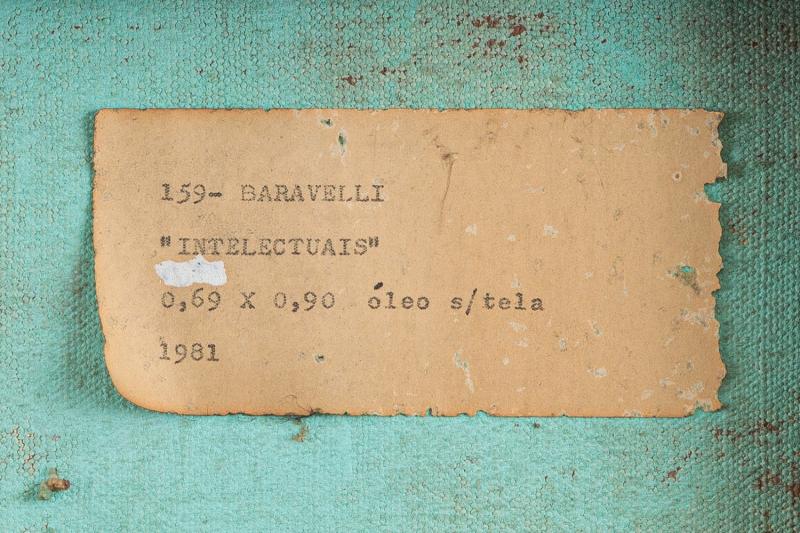 159- BARAVELLI
"INTELECTUAIS"
0,69 X 0,90 óleo s/tela
1981